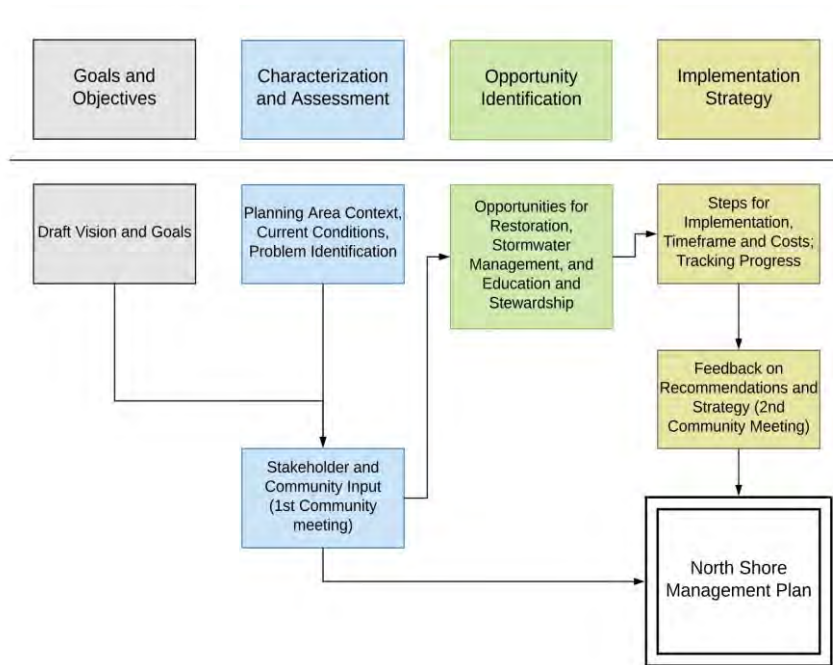 Goals and
Objectives
Characterization
and Assessment
Opportunity
Identification
Implementation
Strategy
Draft Vision and Goals
Planning Area Context,
Current Conditions,
Problem Identification
Opportunities for
Restoration,
Stormwater
Management, and
Education and
Stewardship
Steps for
Implementation,
Timeframe and Costs;
Tracking Progress
Feedback on
Recommendations and
Strategy (2nd
Community Meeting)
Stakeholder and
Community Input
(1st Community
meeting)
North Shore
Management Plan